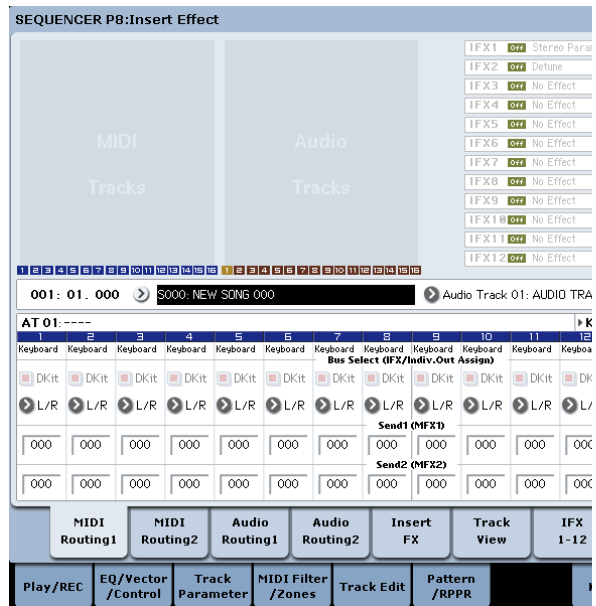 SEQUENCER P8:Insert Effect
MIDI
Tracks
Audio
Tracks
IFX1 Off Stereo Para
IFX2 Off Detune
IFX3 Off No Effect
IFX4 Off No Effect
IFX5 Off No Effect
IFX6 Off No Effect
IFX7 Off No Effect
IFX8 Off No Effect
IFX9 Off No Effect
IFX10 Off No Effect
IFX11 Off No Effect
IFX12 Off No Effect
1 2 3 4 5 6 7 8 9 10 11 12 13 14 15 16 1 2 3 4 5 6 7 8 9 10 11 12 13 14 15 16
001: 01. 000 S000: NEW SONG 000 Audio Track 01: AUDIO TRA
AT 01:---- K
1 2 3 4 5 6 7 8 9 10 11 12
Keyboard Keyboard Keyboard Keyboard Keyboard Keyboard Keyboard Keyboard Keyboard Keyboard Keyboard Keyboa
Bus Select (IFX/Indiv.Out Assign)
DKit DKit DKit DKit DKit DKit DKit DKit DKit DKit DKit DKi
L/R L/R L/R L/R L/R L/R L/R L/R L/R L/R L/R L/
Send1 (MFX1)
000 000 000 000 000 000 000 000 000 000 000 000
Send2 (MFX2)
000 000 000 000 000 000 000 000 000 000 000 000
MIDI Routing1 MIDI Routing2 Audio Routing1 Audio Routing2 Insert FX Track View IFX 1-12
Play/REC EQ/Vector /Control Track Parameter MIDI Filter /Zones Track Edit Pattern /RPPR